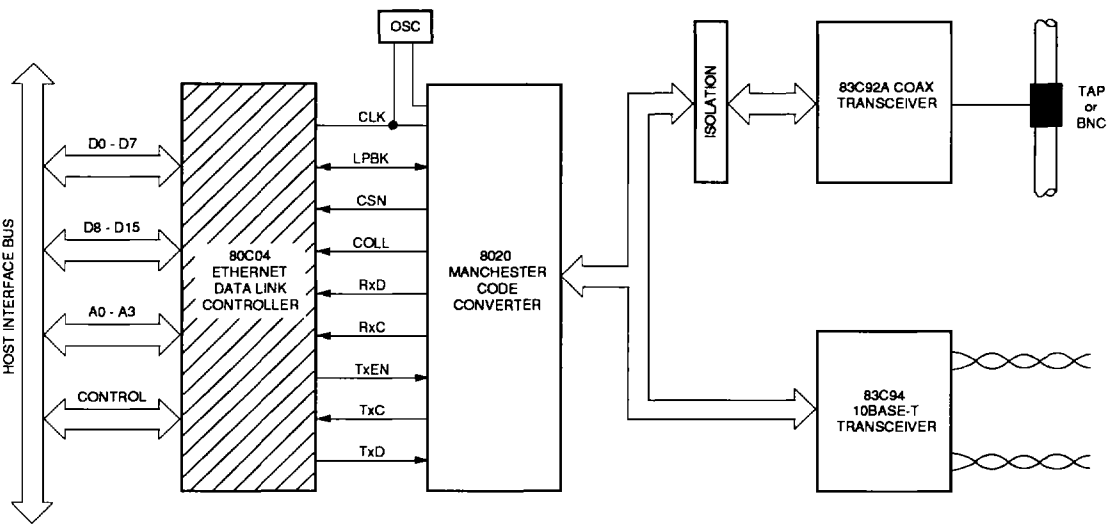 OSC
HOST INTERFACE BUS
D0 - D7
D8 - D15
A0 - A3
CONTROL
80C04
ETHERNET
DATA LINK
CONTROLLER
CLK
LPBK
CSN
COLL
RxD
RxC
TxEN
TxC
TxD
8020
MANCHESTER
CODE
CONVERTER
ISOLATION
83C92A COAX
TRANSCEIVER
TAP
or
BNC
83C94
10BASE-T
TRANSCEIVER